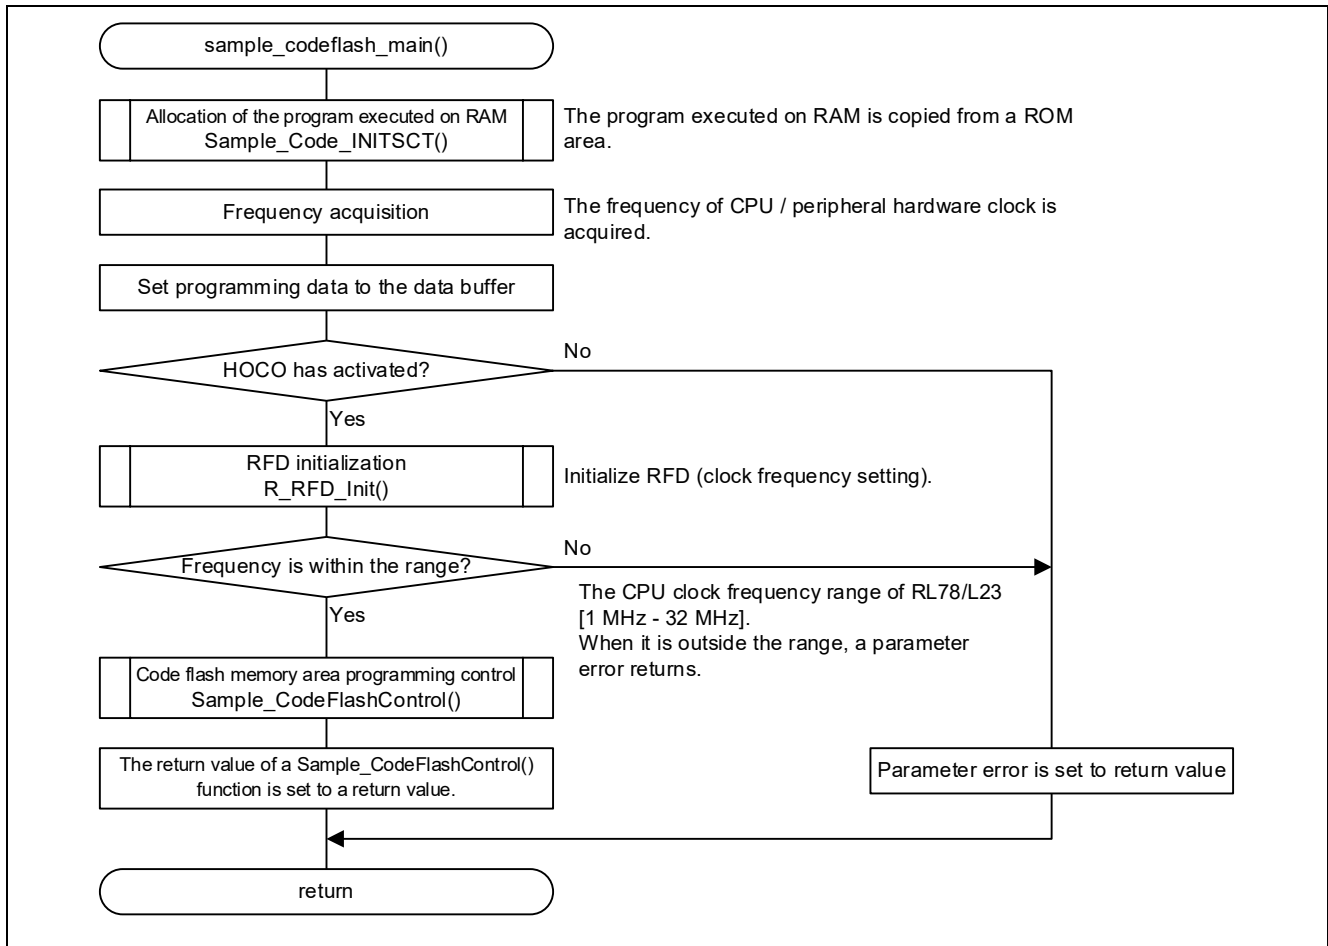 sample_codeflash_main()
Allocation of the program executed on RAM
Sample_Code_INITSCT()
The program executed on RAM is copied from a ROM
area.
Frequency acquisition
The frequency of CPU / peripheral hardware clock is
acquired.
Set programming data to the data buffer
HOCO has activated?
No
Yes
RFD initialization
R_RFD_Init()
Initialize RFD (clock frequency setting).
Frequency is within the range?
No
The CPU clock frequency range of RL78/L23
[1 MHz - 32 MHz].
When it is outside the range, a parameter
error returns.
Yes
Code flash memory area programming control
Sample_CodeFlashControl()
The return value of a Sample_CodeFlashControl()
function is set to a return value.
Parameter error is set to return value
return